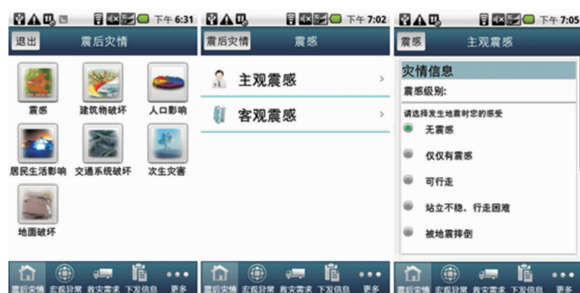 下午 6:31
退出 震后灾情
震感 建筑物破坏 人口影响
居民生活影响 交通系统破坏 次生灾害
地面破坏
震后灾情 宏观异常 救灾需求 下发信息 更多
下午 7:02
震后灾情 震感
主观震感
客观震感
震后灾情 宏观异常 救灾需求 下发信息 更多
下午 7:05
震感 主观震感
灾情信息
震感级别:
请选择发生地震时您的感受
无震感
仅仅有震感
可行走
站立不稳，行走困难
被地震摔倒
震后灾情 宏观异常 救灾需求 下发信息 更多